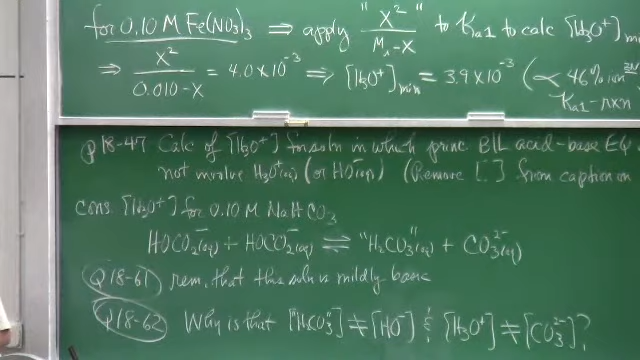 for 0.10 M Fe(NO₃)₃ ⇒ apply "X²/(Mₐ-X)" to Ka1 to calc [H₃O⁺] min
⇒ X²/(0.010-X) = 4.0×10⁻³ ⇒ [H₃O⁺]min = 3.9×10⁻³ (∝ 46% ion
Ka1-rxn
Q18-47 Calc of [H₃O⁺] for soln in which princ B/L acid-base EQ
not involve H₃O⁺(aq) (or HO⁻(aq)) (Remove [ ] from caption on
cons. [H₃O⁺] for 0.10 M NaHCO₃
HOCO₂⁻(aq) + HOCO₂⁻(aq) ⇌ "H₂CO₃"(aq) + CO₃²⁻(aq)
Q18-61 rem, that this soln is mildly basic
Q18-62 Why is that ["H₂CO₃"] ≠ [HO⁻] & [H₃O⁺] ≠ [CO₃²⁻]?